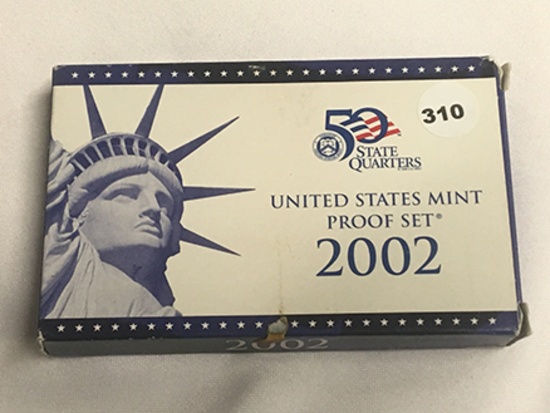 310
50
STATE
QUARTERS
UNITED STATES MINT
PROOF SET®
2002
2002